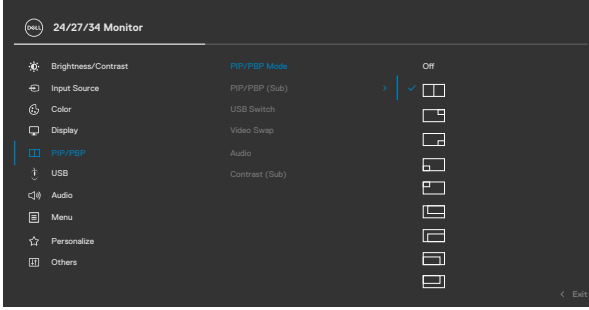 DELL 24/27/34 Monitor
Brightness/Contrast PIP/PBP Mode Off
Input Source PIP/PBP (Sub)
Color USB Switch
Display Video Swap
PIP/PBP Audio
USB Contrast (Sub)
Audio
Menu
Personalize
Others
Exit